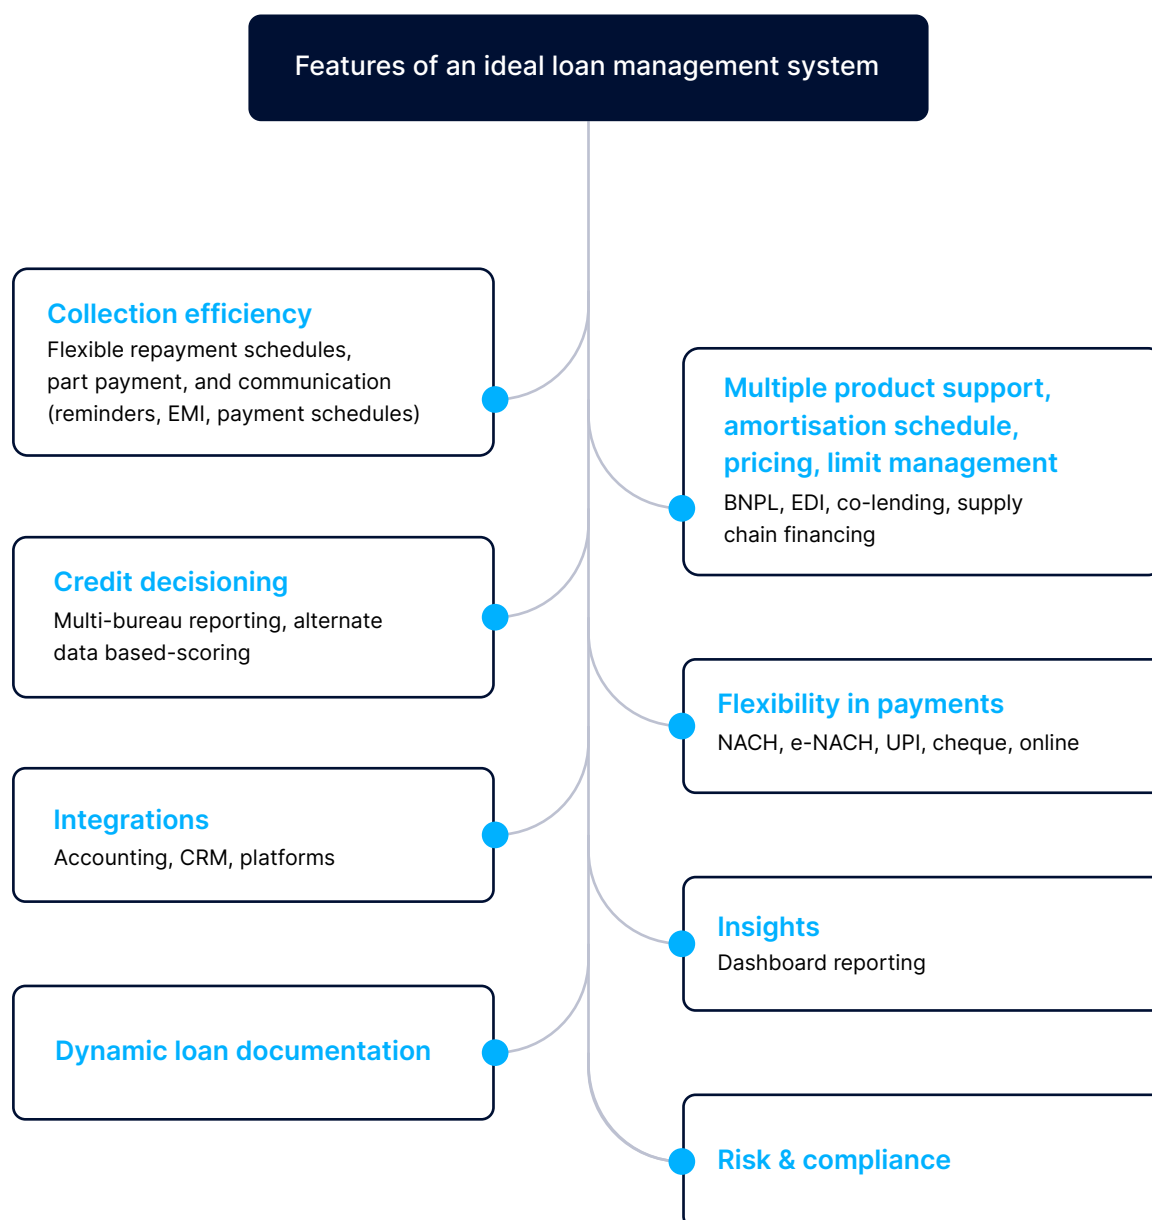 Features of an ideal loan management system
Collection efficiency
Flexible repayment schedules,
part payment, and communication
(reminders, EMI, payment schedules)
Multiple product support,
amortisation schedule,
pricing, limit management
BNPL, EDI, co-lending, supply
chain financing
Credit decisioning
Multi-bureau reporting, alternate
data based-scoring
Flexibility in payments
NACH, e-NACH, UPI, cheque, online
Integrations
Accounting, CRM, platforms
Insights
Dashboard reporting
Dynamic loan documentation
Risk & compliance